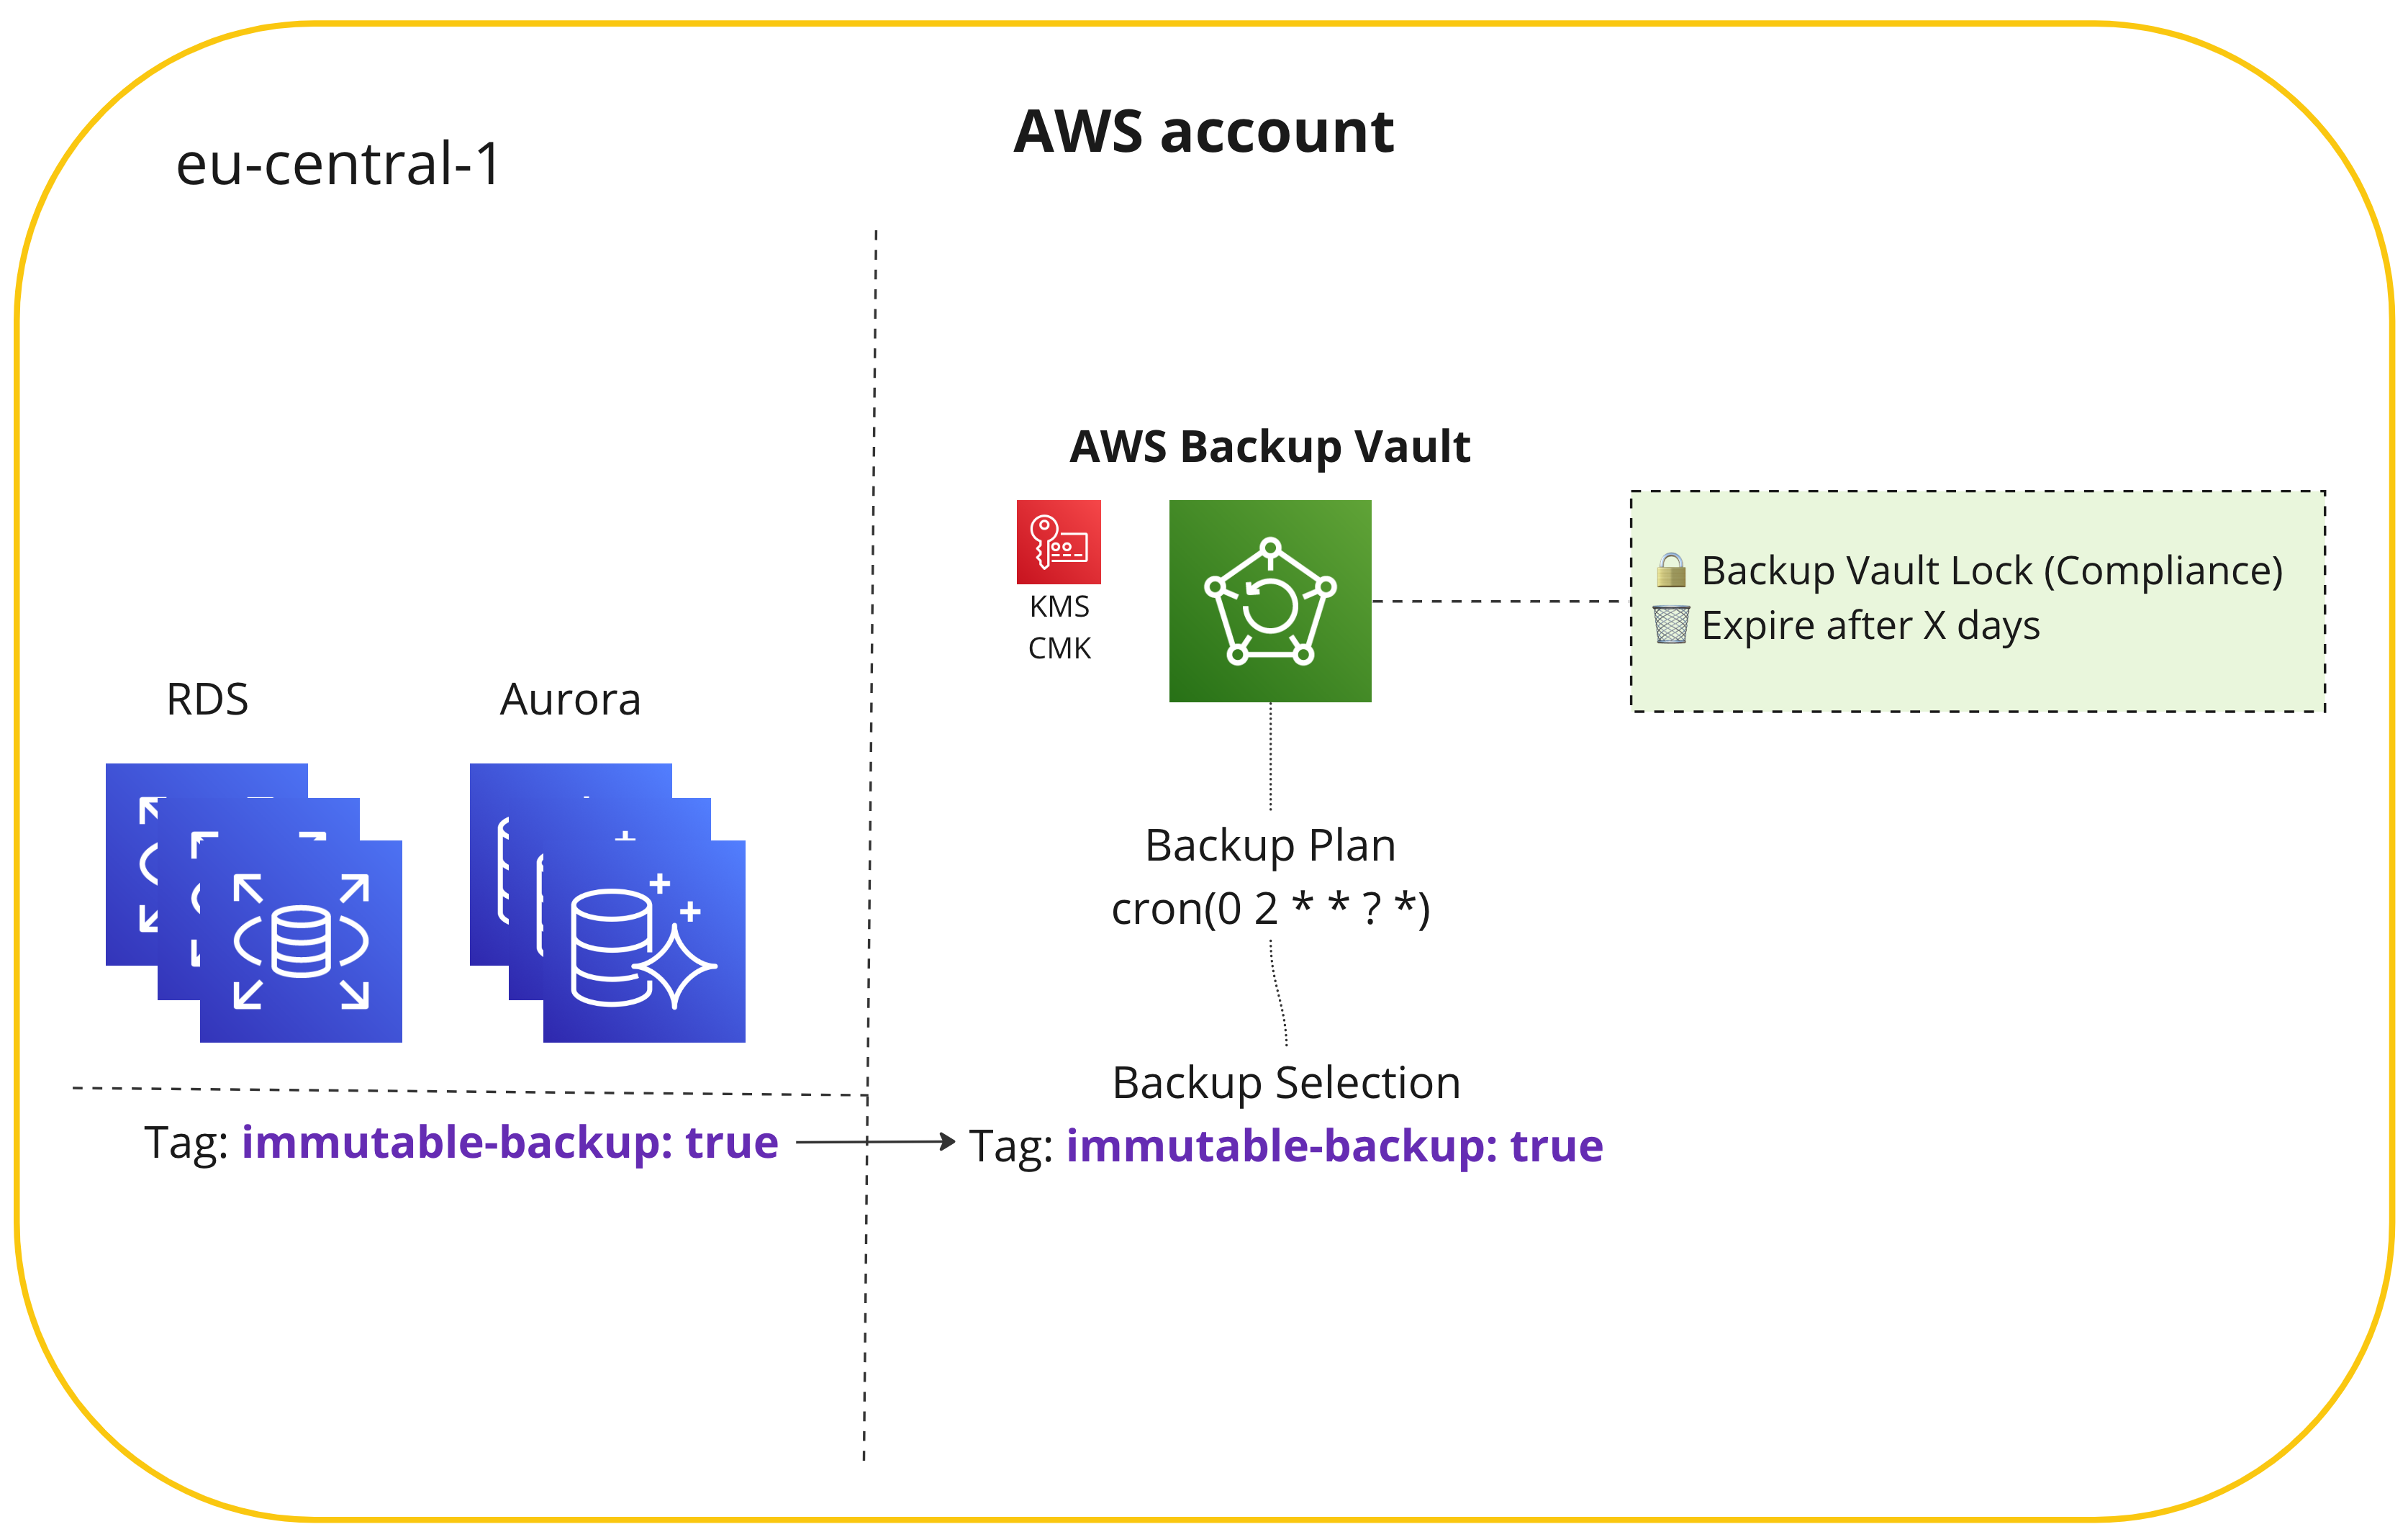 AWS account
eu-central-1
AWS Backup Vault
KMS
CMK
🔒 Backup Vault Lock (Compliance)
🗑️ Expire after X days
RDS
Aurora
Backup Plan
cron(0 2 * * ? *)
Backup Selection
Tag: immutable-backup: true
Tag: immutable-backup: true